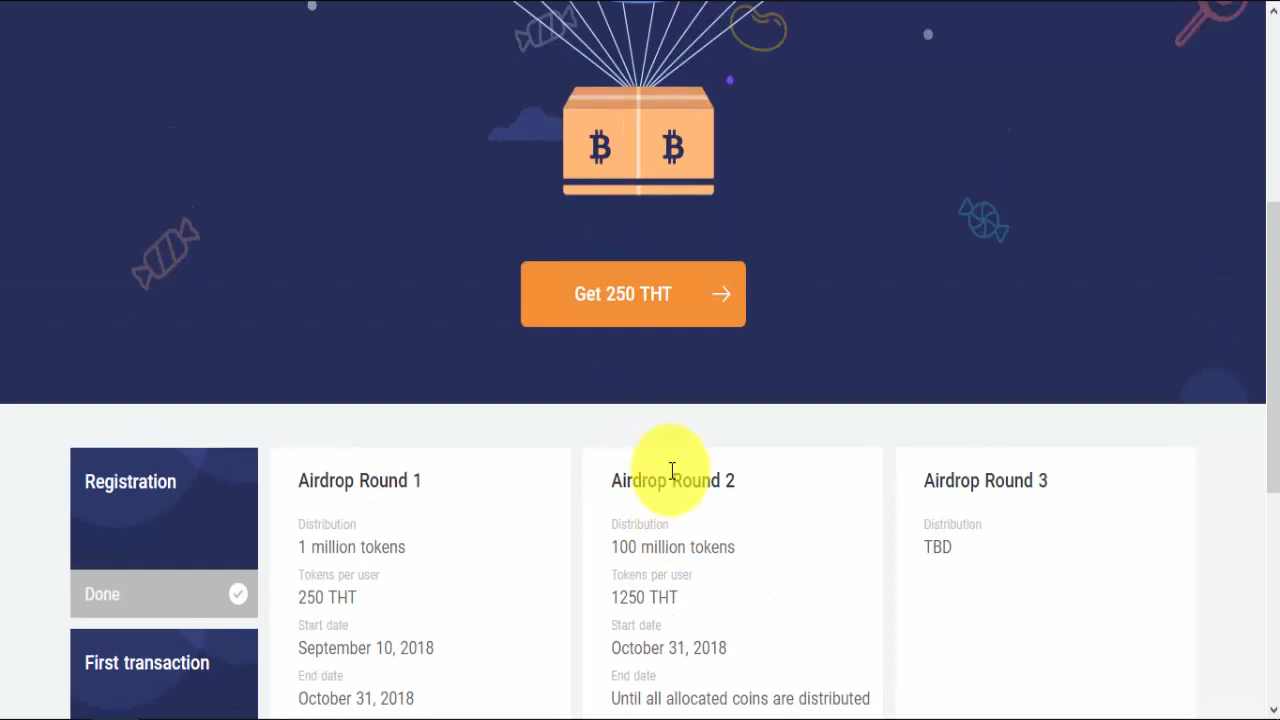 Get 250 THT
Registration
Done
First transaction
Airdrop Round 1
Distribution
1 million tokens
Tokens per user
250 THT
Start date
September 10, 2018
End date
October 31, 2018
Airdrop Round 2
Distribution
100 million tokens
Tokens per user
1250 THT
Start date
October 31, 2018
End date
Until all allocated coins are distributed
Airdrop Round 3
Distribution
TBD